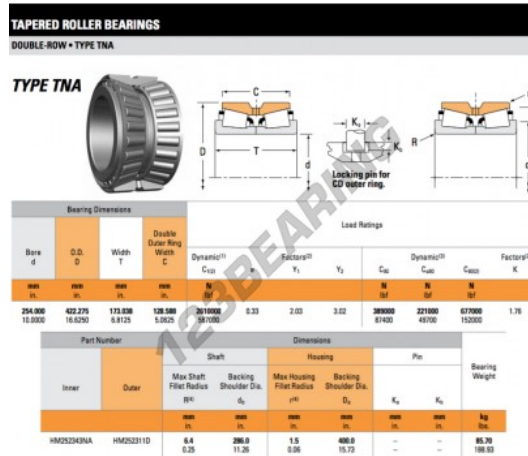 TAPERED ROLLER BEARINGS
DOUBLE-ROW • TYPE TNA
TYPE TNA
C
D
T
d
Ka
Kb
Locking pin for
CD outer ring.
R
d
123BEARING
Bearing Dimensions
Load Ratings
Bore
d
O.D.
D
Width
T
Double
Outer Ring
Width
C
Dynamic(1)
C1(2)
e
Factors(2)
Y1
Y2
Dynamic(3)
C90
Ca90
C90(2)
Factors(2)
K
mm mm mm mm N N N N
in. in. in. in. lbf lbf lbf lbf
254.000 422.275 173.038 128.588 2610000 0.33 2.03 3.02 389000 221000 677000 1.76
10.0000 16.6250 6.8125 5.0625 587000 87400 49700 152000
Part Number
Dimensions
Inner
Outer
Shaft
Housing
Pin
Bearing
Weight
Max Shaft
Fillet Radius
R(4)
Backing
Shoulder Dia.
db
Max Housing
Fillet Radius
r(4)
Backing
Shoulder Dia.
Da
Ka
Kb
mm mm mm mm mm mm kg
in. in. in. in. in. in. lbs.
HM252343NA HM252311D 6.4 286.0 1.5 400.0 – – 85.70
0.25 11.26 0.06 15.73 – – 188.93